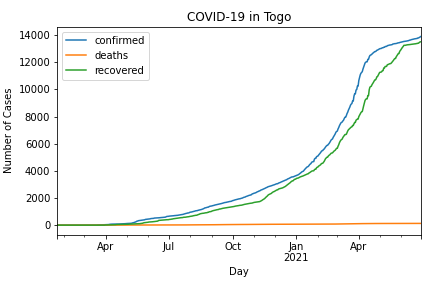 COVID-19 in Togo
14000
12000
10000
8000
6000
4000
2000
0
Number of Cases
confirmed
deaths
recovered
Apr
Jul
Oct
Jan
2021
Apr
Day